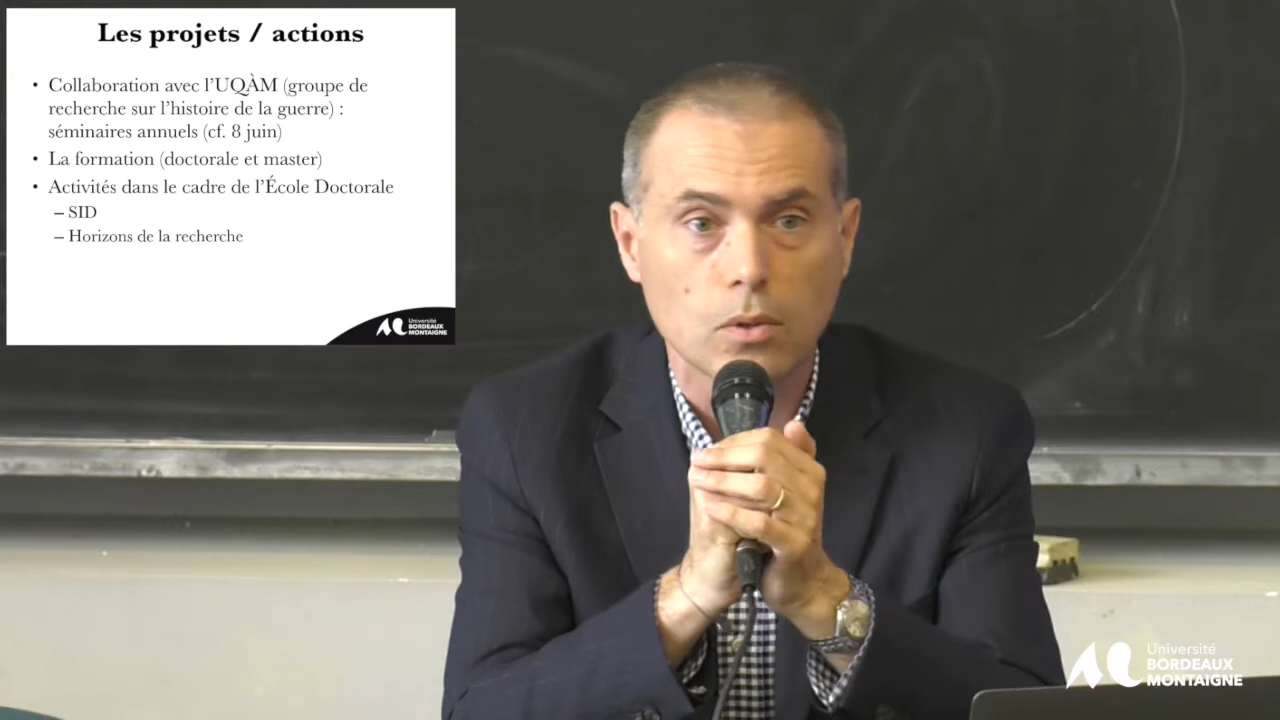 Les projets / actions
• Collaboration avec l'UQÀM (groupe de
recherche sur l'histoire de la guerre) :
séminaires annuels (cf. 8 juin)
• La formation (doctorale et master)
• Activités dans le cadre de l'École Doctorale
– SID
– Horizons de la recherche
Université
BORDEAUX
MONTAIGNE
Université
BORDEAUX
MONTAIGNE